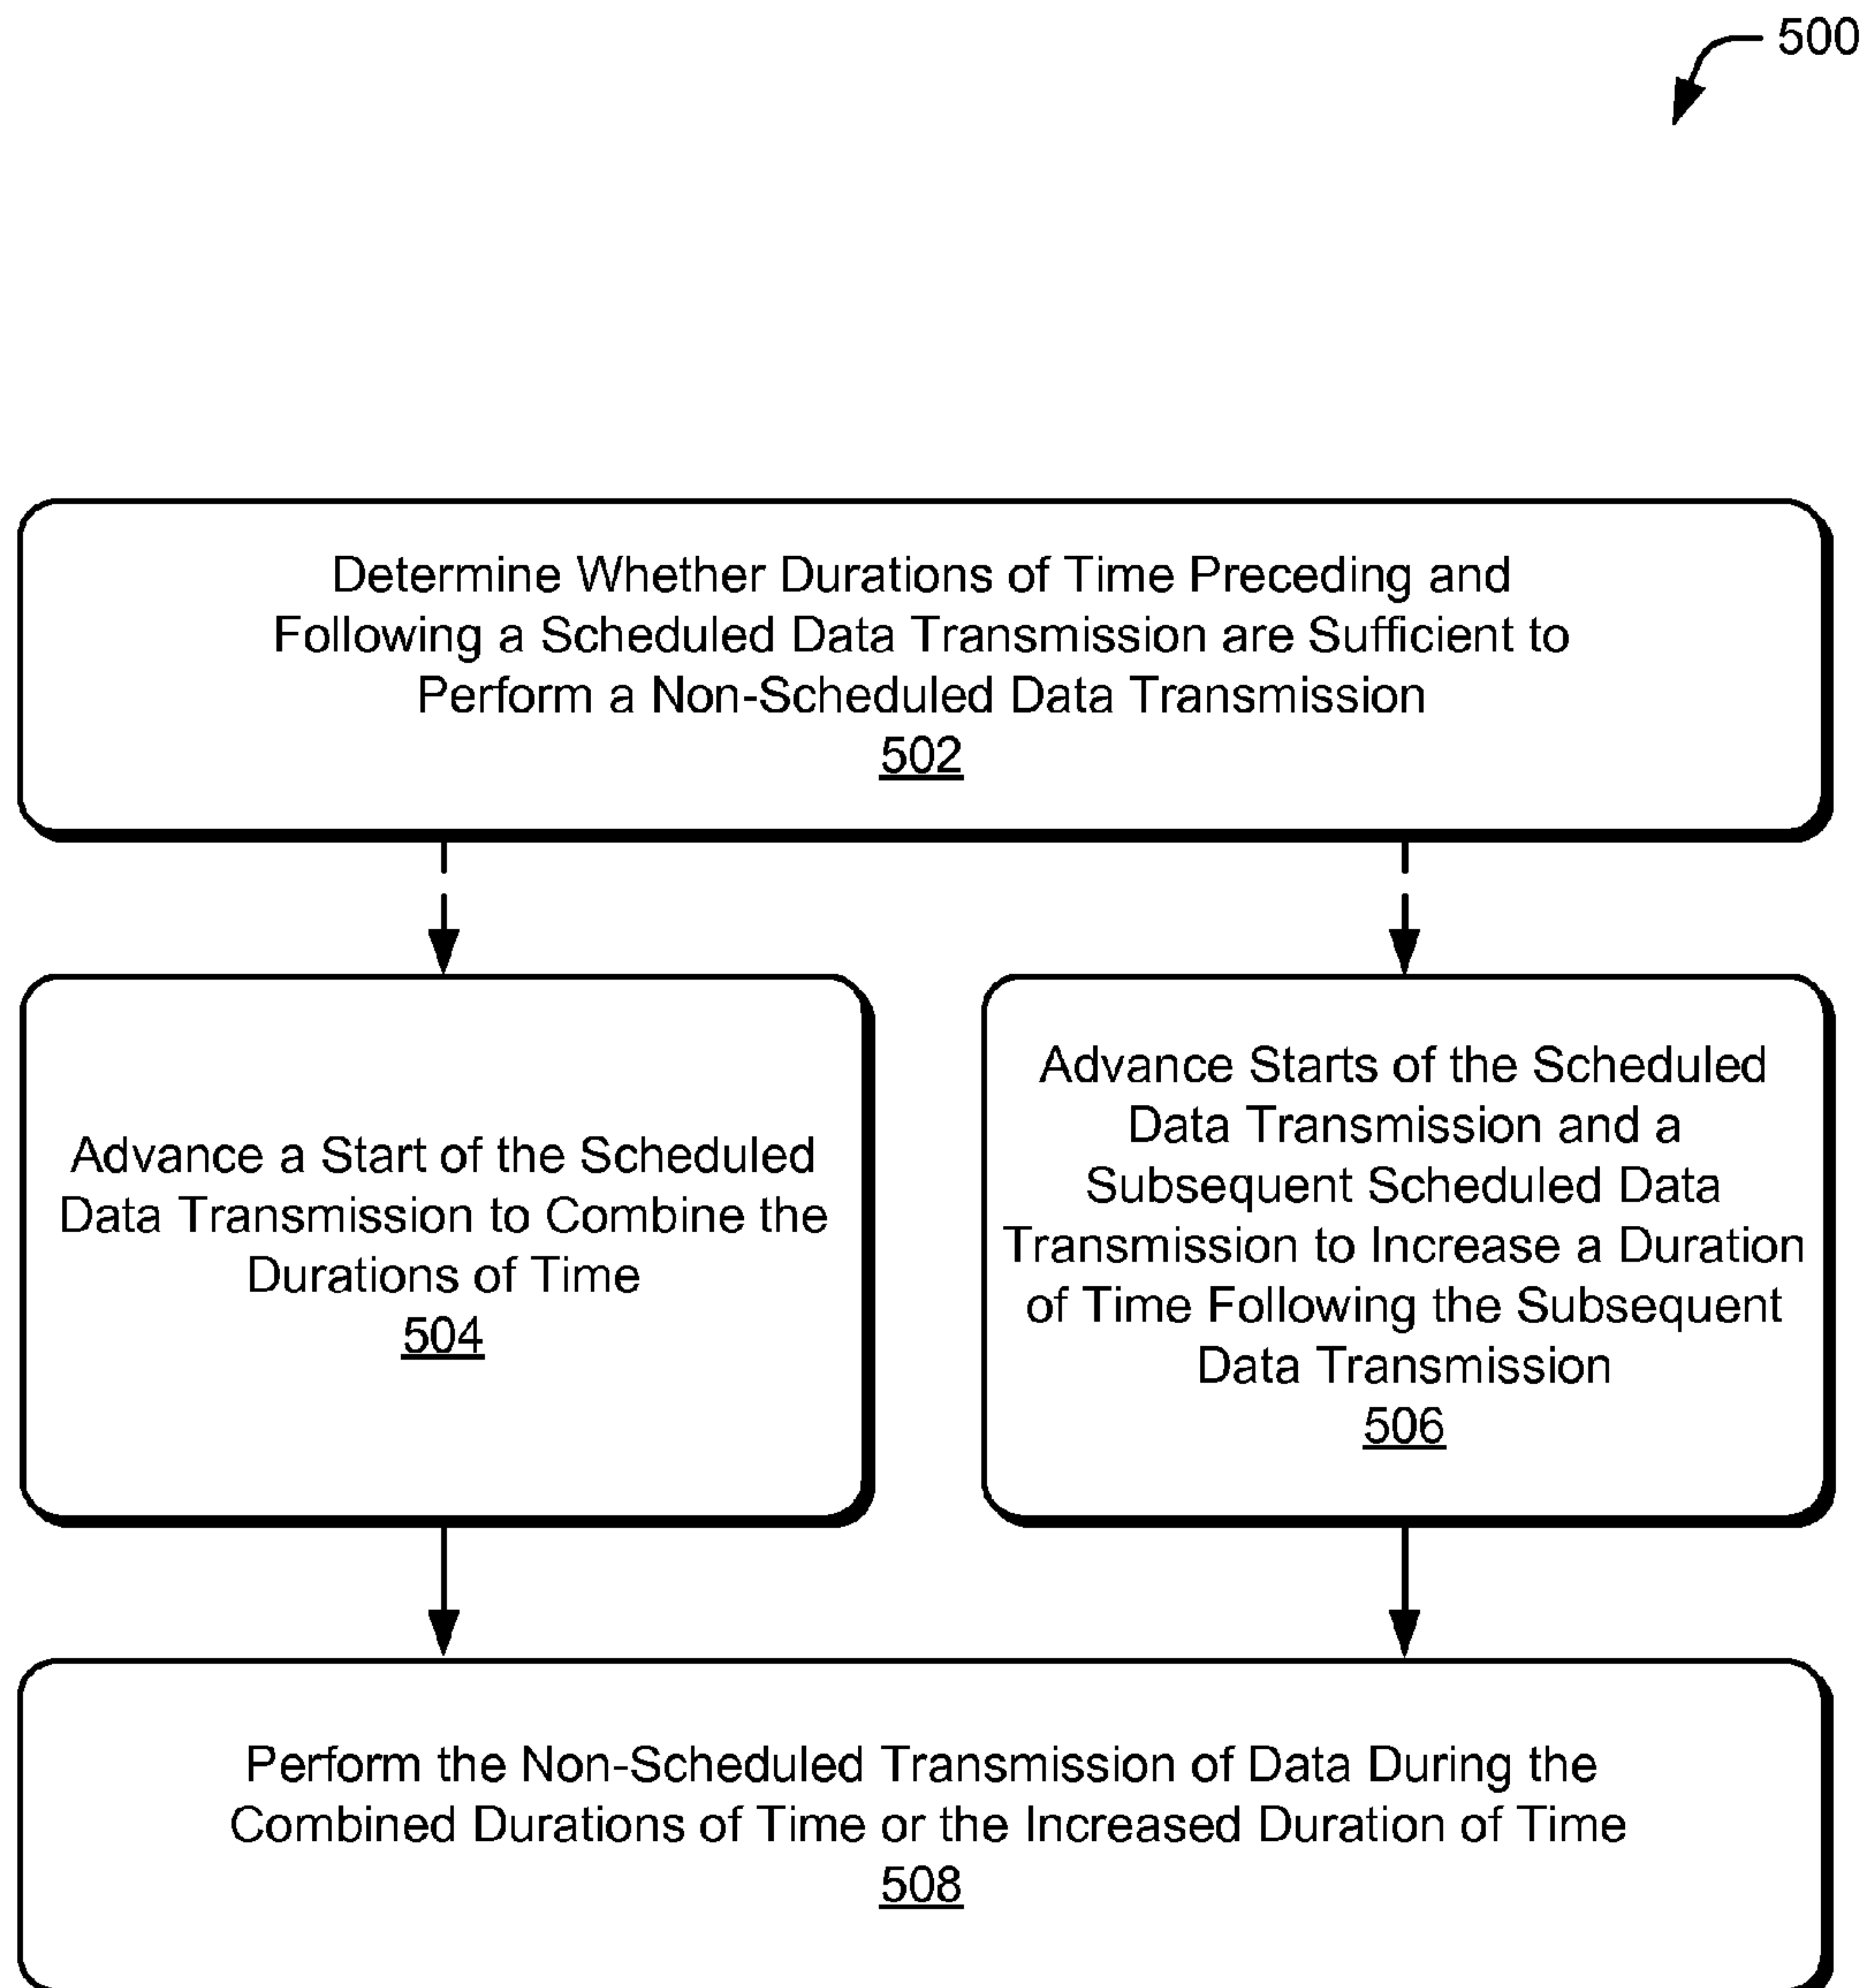 500
Determine Whether Durations of Time Preceding and
Following a Scheduled Data Transmission are Sufficient to
Perform a Non-Scheduled Data Transmission
502
Advance a Start of the Scheduled
Data Transmission to Combine the
Durations of Time
504
Advance Starts of the Scheduled
Data Transmission and a
Subsequent Scheduled Data
Transmission to Increase a Duration
of Time Following the Subsequent
Data Transmission
506
Perform the Non-Scheduled Transmission of Data During the
Combined Durations of Time or the Increased Duration of Time
508